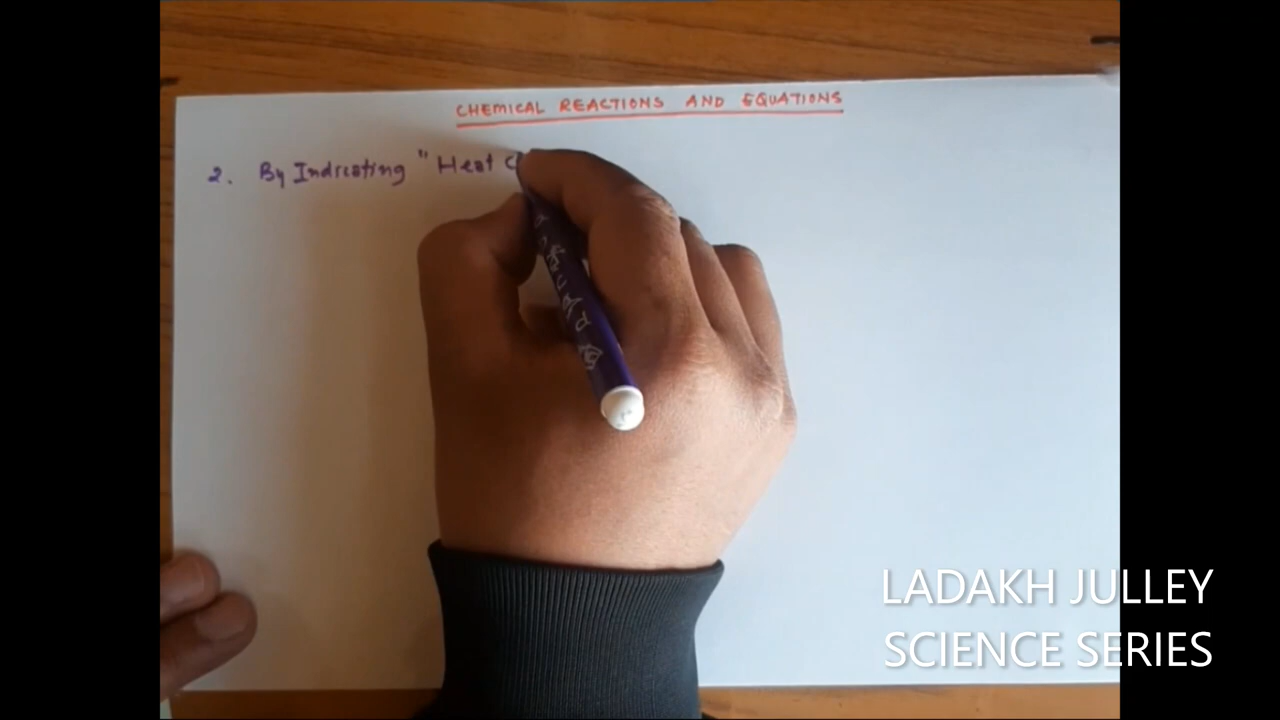 CHEMICAL REACTIONS AND EQUATIONS
2. By Indicating "Heat C
LADAKH JULLEY
SCIENCE SERIES